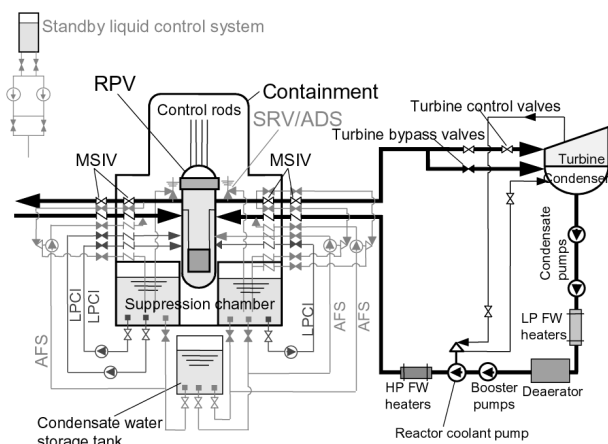 Standby liquid control system
RPV
Containment
Control rods
SRV/ADS
MSIV
MSIV
Turbine control valves
Turbine bypass valves
Turbine
Condenser
Condensate
pumps
LP FW
heaters
Suppression chamber
LPCI
LPCI
LPCI
AFS
AFS
AFS
HP FW
heaters
Booster
pumps
Deaerator
Reactor coolant pump
Condensate water
storage tank